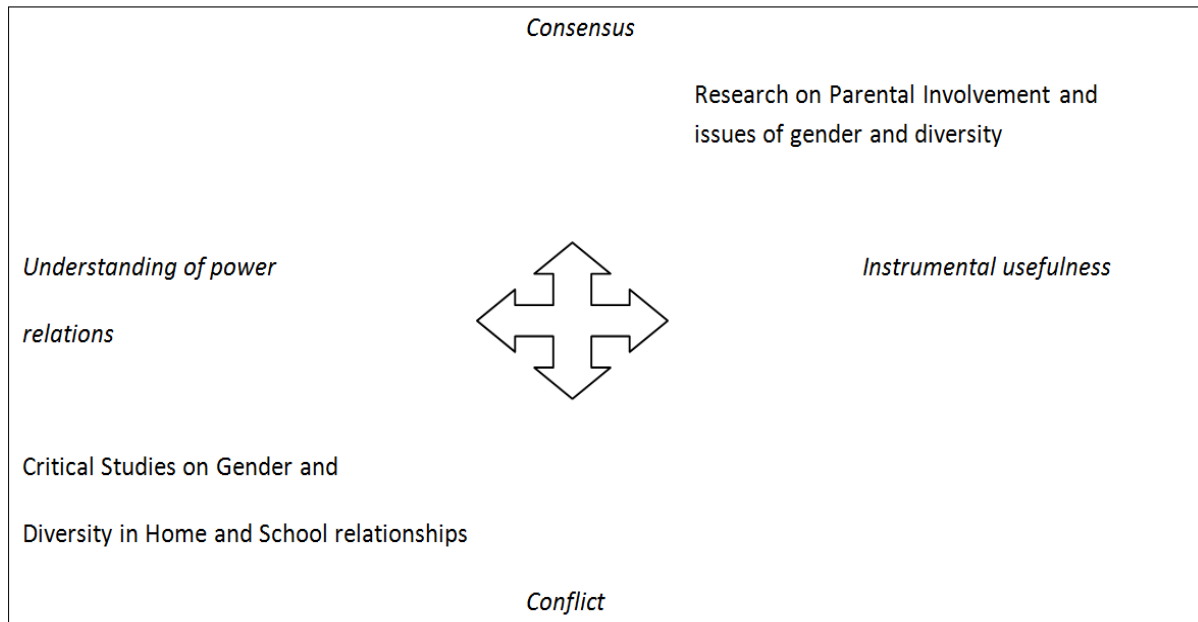 Consensus
Research on Parental Involvement and
issues of gender and diversity
Understanding of power
relations
Instrumental usefulness
Critical Studies on Gender and
Diversity in Home and School relationships
Conflict